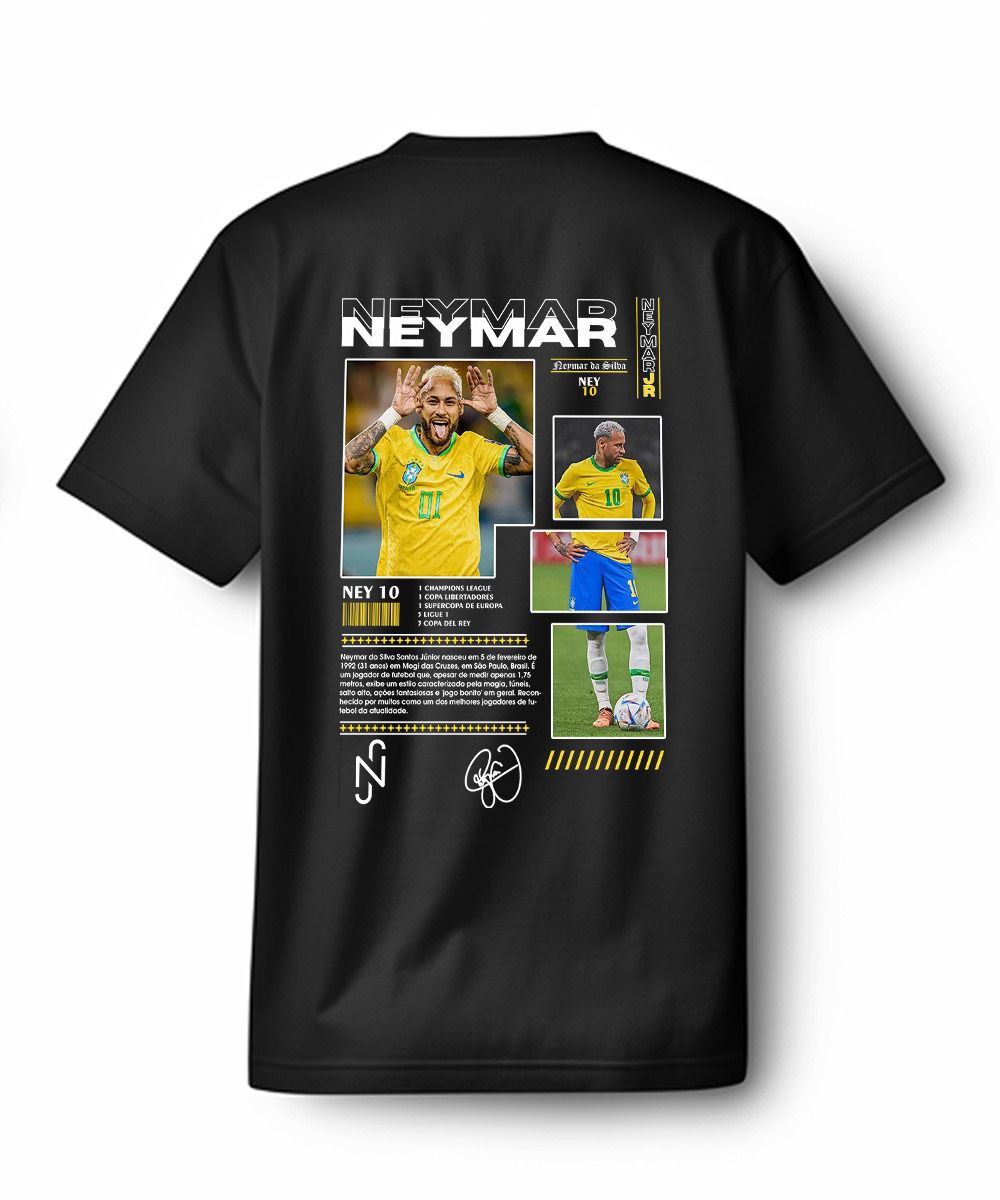 NEYMAR
NEYMAR
NEYMAR JR
Neymar da Silva
NEY
10
10
NEY 10
1 CHAMPIONS LEAGUE
1 COPA LIBERTADORES
1 SUPERCOPA DE EUROPA
5 LIGUE 1
3 COPA DEL REY
Neymar da Silva Santos Júnior nasceu em 5 de fevereiro de
1992 (31 anos) em Mogi das Cruzes, em São Paulo, Brasil. É
um jogador de futebol que, apesar de medir apenas 1,75
metros, exibe um estilo caracterizado pela magia, túneis,
salto alto, ações fantasiosas e 'jogo bonito' em geral. Recon-
hecido por muitos como um dos melhores jogadores de fu-
tebol da atualidade.